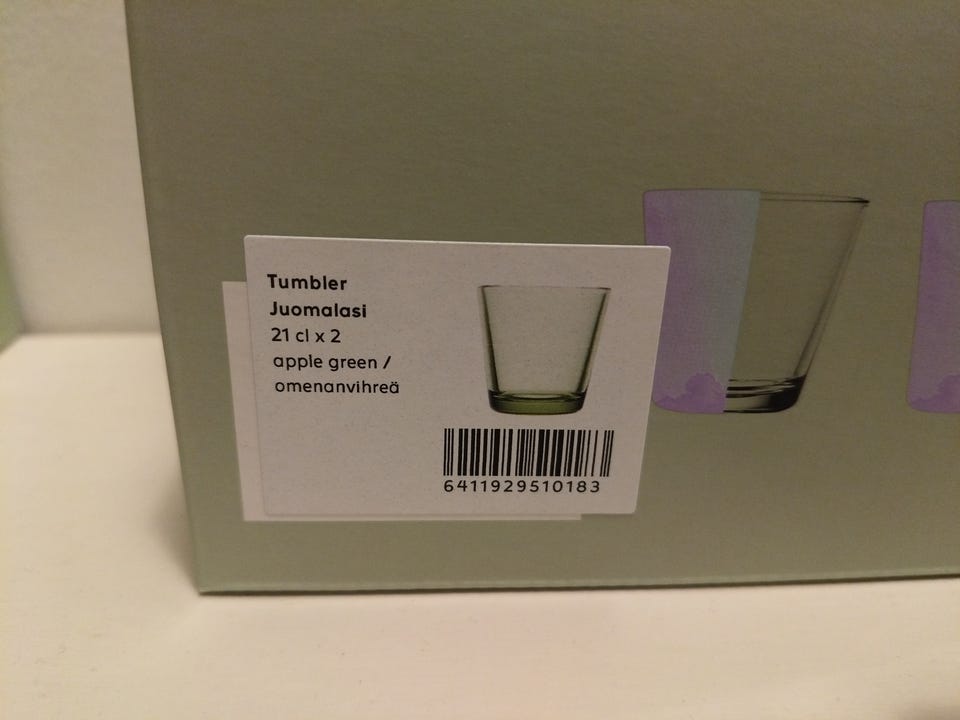 Tumbler
Juomalasi
21 cl x 2
apple green /
omenanvihreä
6411929510183